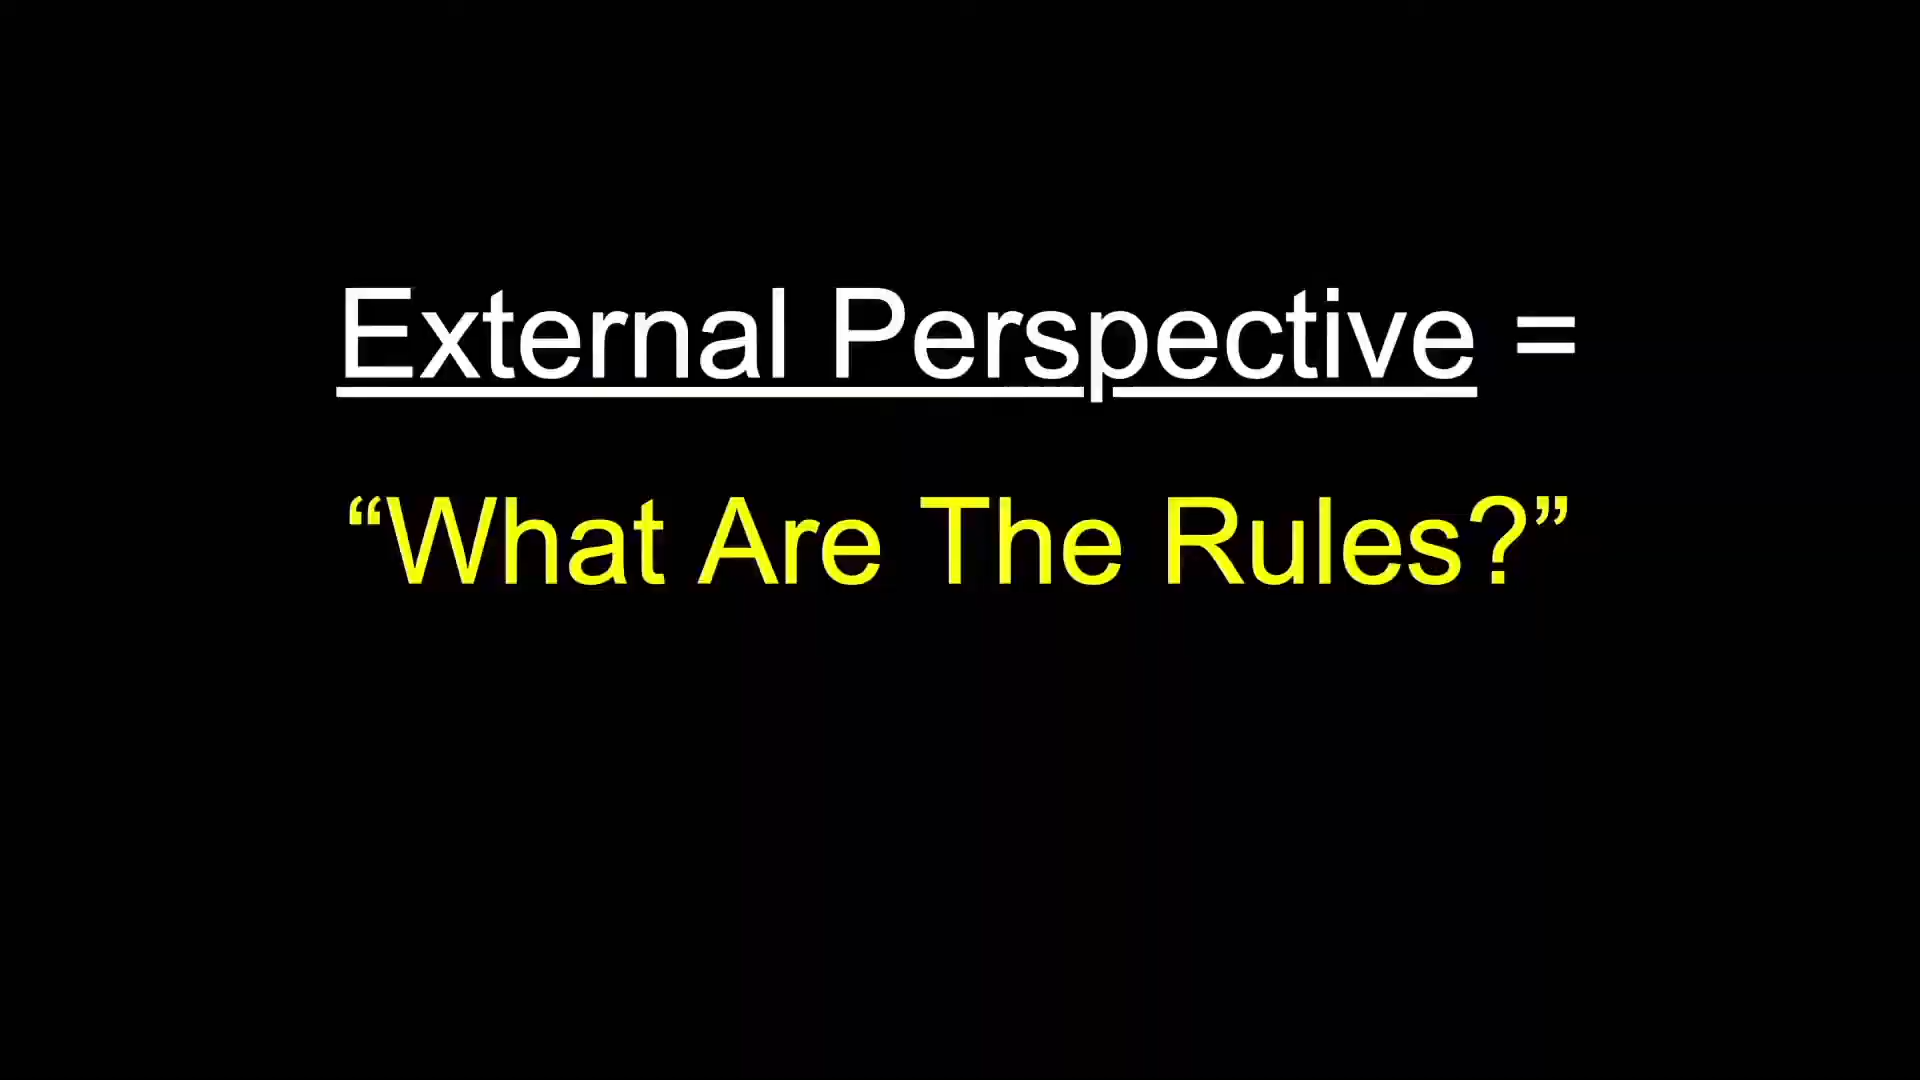 External Perspective =
“What Are The Rules?”